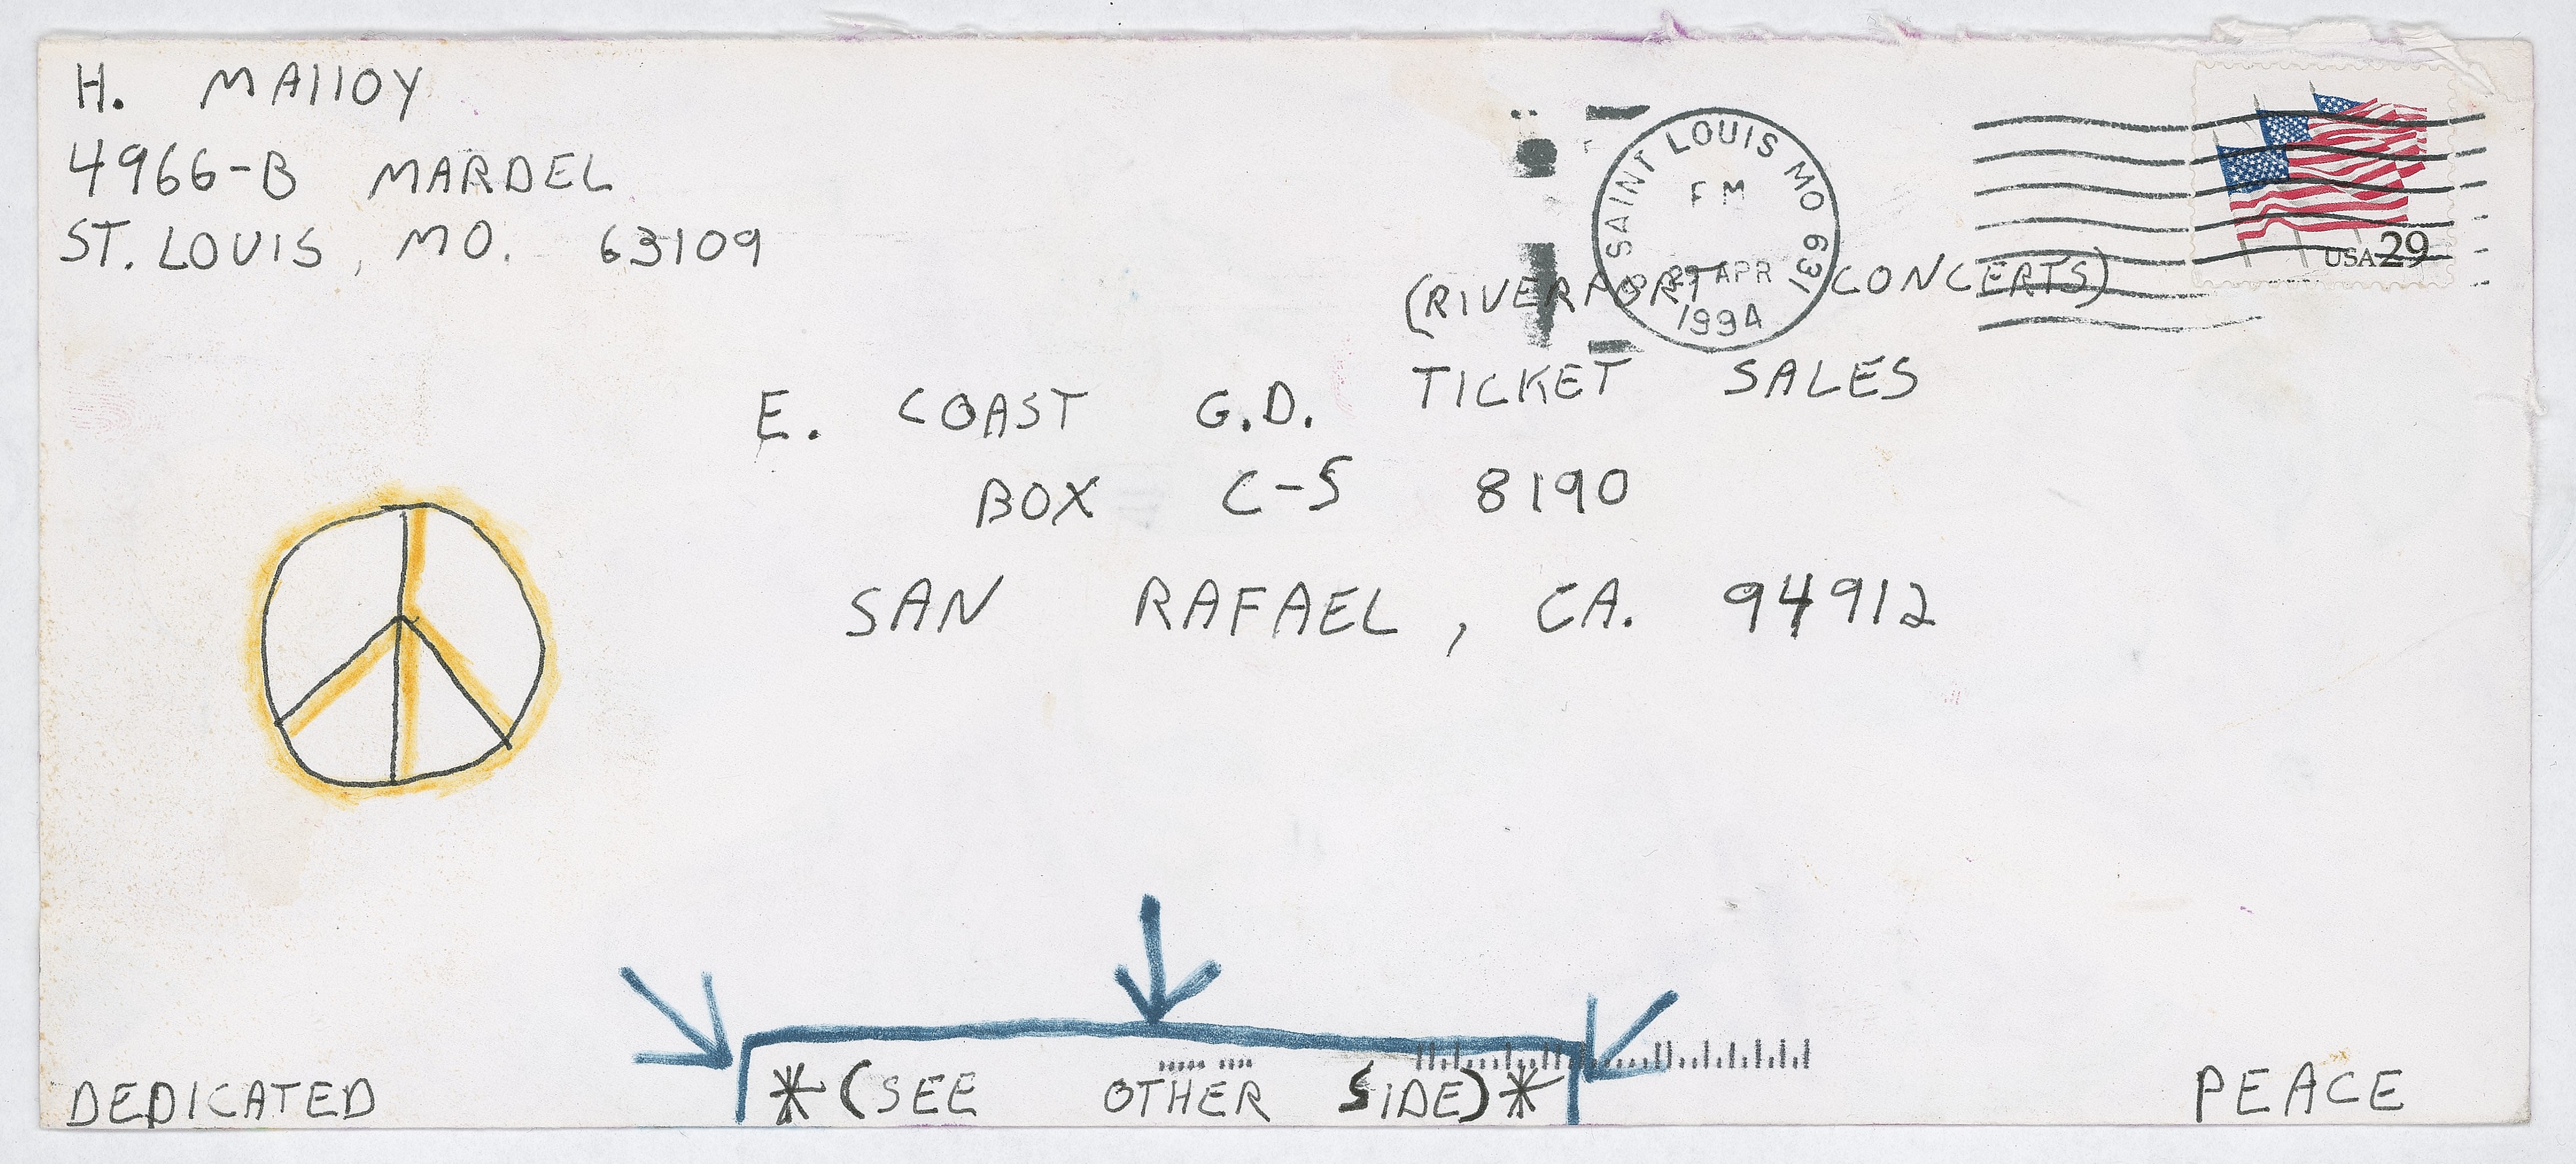 H. MAllOY
4966-B MARDEL
ST. LOUIS, MO. 63109
SAINT LOUIS MO 631
PM
29 APR
1994
USA 29
(RIVERPORT CONCERTS)
E. COAST G.D. TICKET SALES
BOX C-S 8190
SAN RAFAEL, CA. 94912
DEDICATED
*(SEE OTHER SIDE)*
PEACE